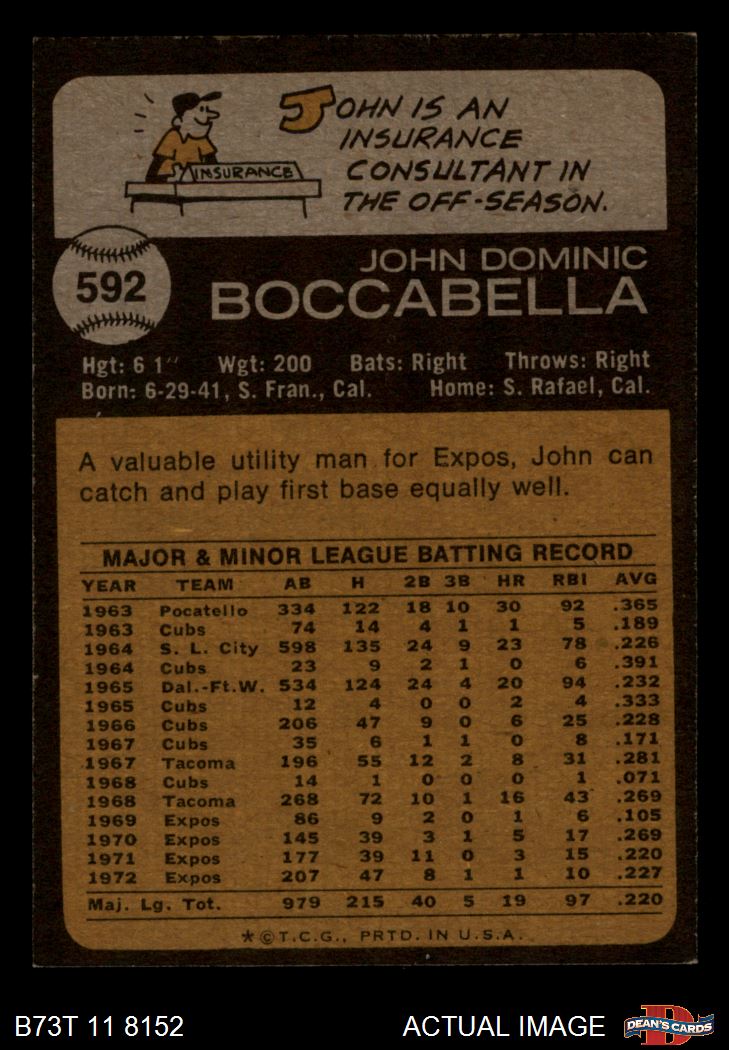 JOHN IS AN
INSURANCE
CONSULTANT IN
THE OFF-SEASON.
INSURANCE
592
JOHN DOMINIC
BOCCABELLA
Hgt: 6 1" Wgt: 200 Bats: Right Throws: Right
Born: 6-29-41, S. Fran., Cal. Home: S. Rafael, Cal.
A valuable utility man for Expos, John can
catch and play first base equally well.
MAJOR & MINOR LEAGUE BATTING RECORD
YEAR TEAM AB H 2B 3B HR RBI AVG
1963 Pocatello 334 122 18 10 30 92 .365
1963 Cubs 74 14 4 1 1 5 .189
1964 S. L. City 598 135 24 9 23 78 .226
1964 Cubs 23 9 2 1 0 6 .391
1965 Dal.-Ft.W. 534 124 24 4 20 94 .232
1965 Cubs 12 4 0 0 2 4 .333
1966 Cubs 206 47 9 0 6 25 .228
1967 Cubs 35 6 1 1 0 8 .171
1967 Tacoma 196 55 12 2 8 31 .281
1968 Cubs 14 1 0 0 0 1 .071
1968 Tacoma 268 72 10 1 16 43 .269
1969 Expos 86 9 2 0 1 6 .105
1970 Expos 145 39 3 1 5 17 .269
1971 Expos 177 39 11 0 3 15 .220
1972 Expos 207 47 8 1 1 10 .227
Maj. Lg. Tot. 979 215 40 5 19 97 .220
*©T.C.G., PRTD. IN U.S.A.
B73T 11 8152 ACTUAL IMAGE DEAN'S CARDS